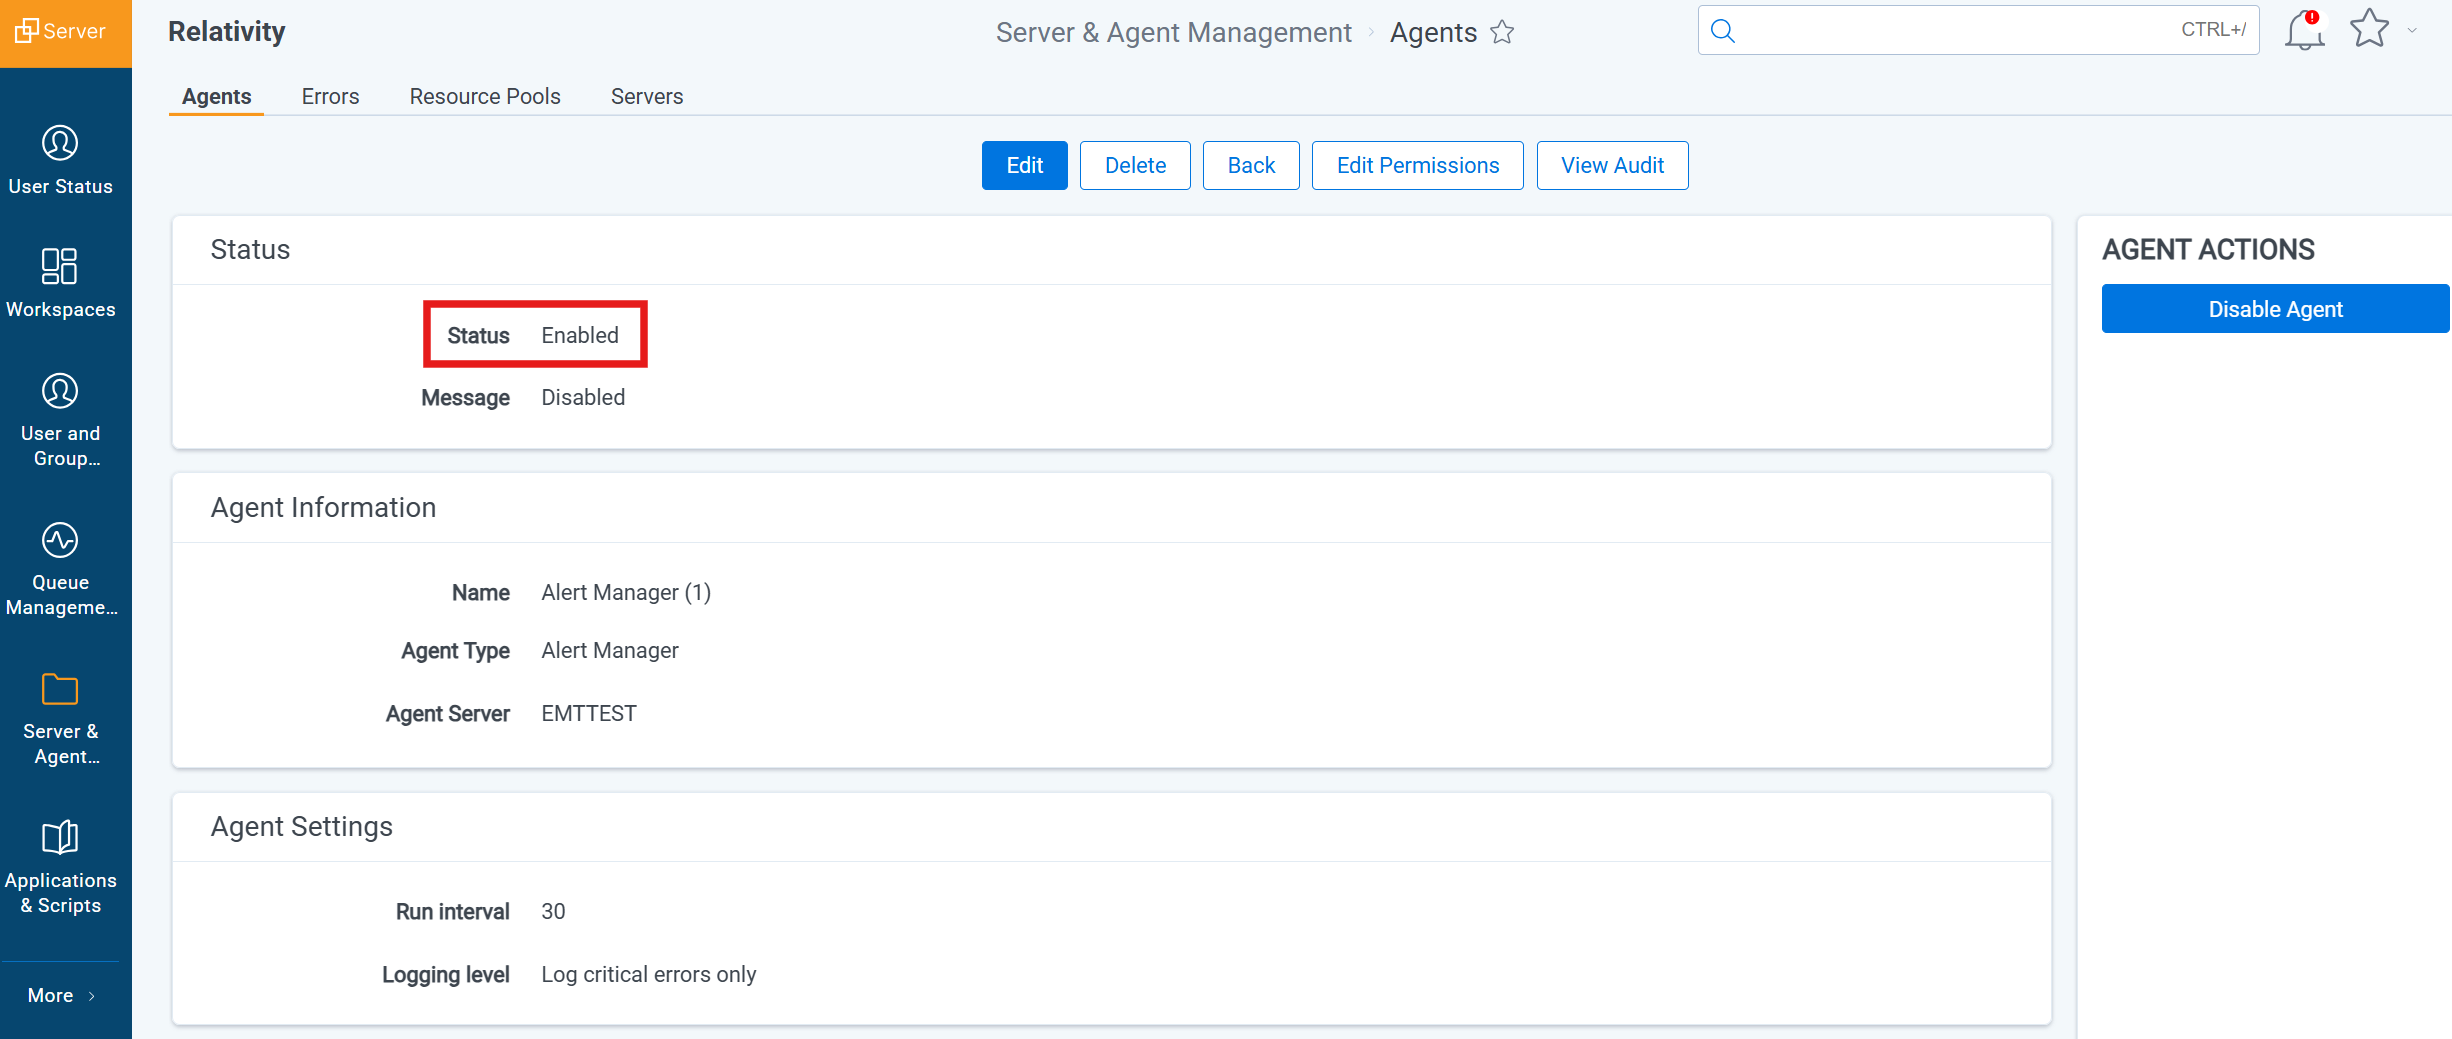 Server
Relativity
Server & Agent Management › Agents
CTRL+/
Agents Errors Resource Pools Servers
User Status
Workspaces
User and
Group...
Queue
Manageme...
Server &
Agent...
Applications
& Scripts
More
Edit Delete Back Edit Permissions View Audit
Status
Status Enabled
Message Disabled
Agent Information
Name Alert Manager (1)
Agent Type Alert Manager
Agent Server EMTTEST
Agent Settings
Run interval 30
Logging level Log critical errors only
AGENT ACTIONS
Disable Agent